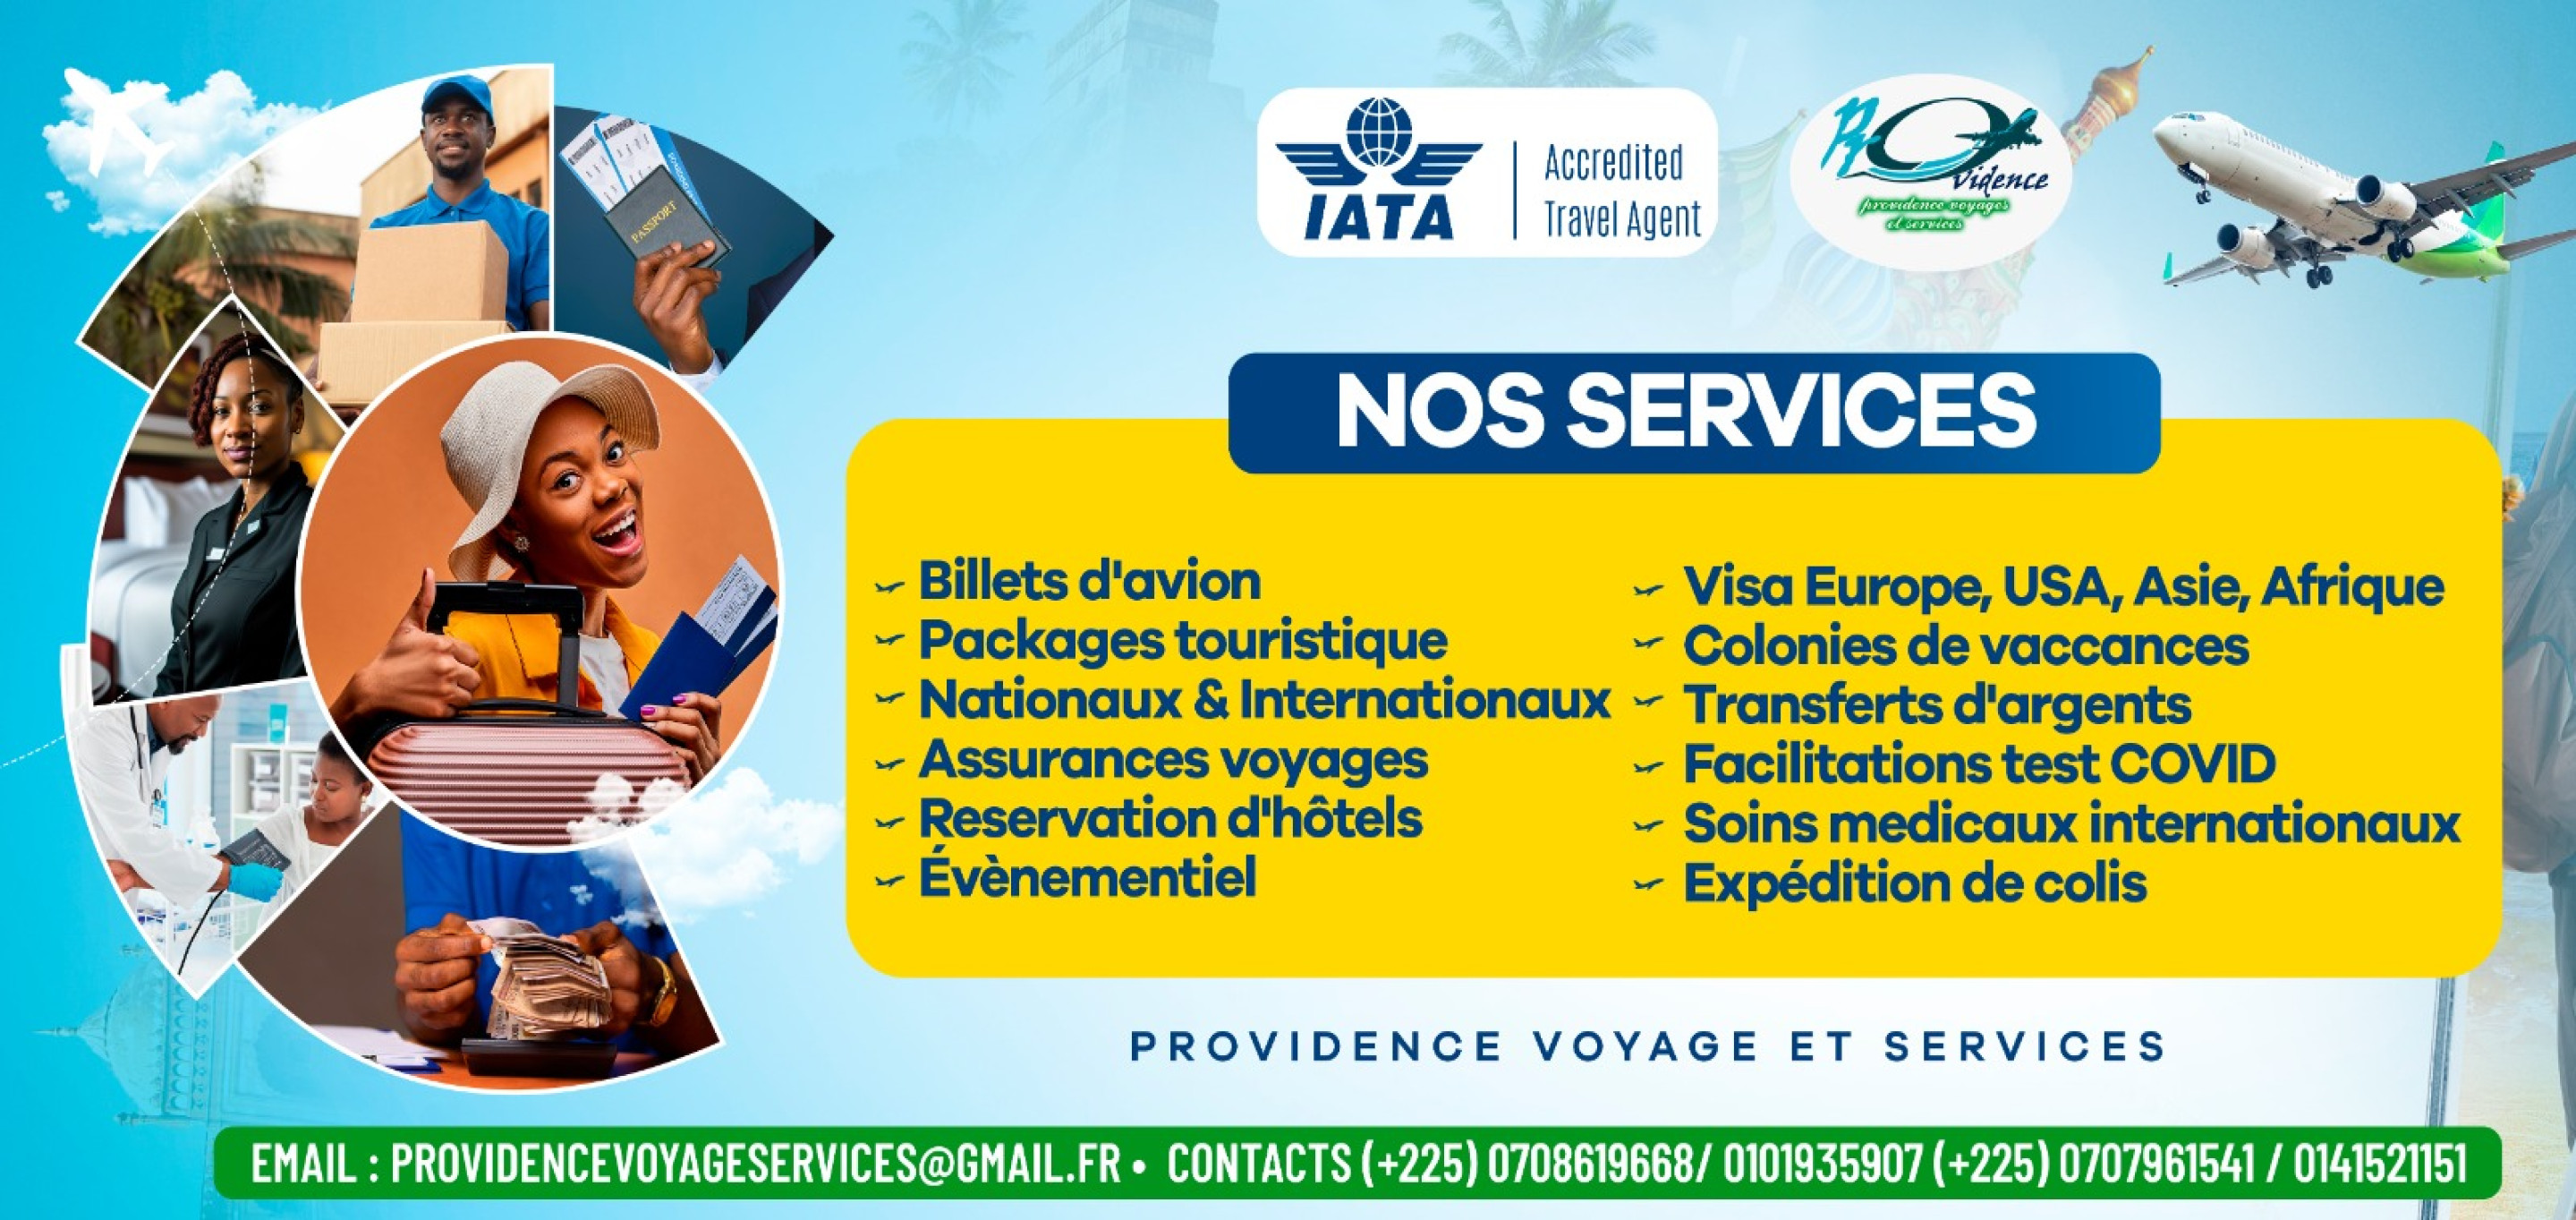 IATA
Accredited
Travel Agent
PrOvidence
providence voyages
et services
PASSPORT
NOS SERVICES
Billets d'avion
Packages touristique
Nationaux & Internationaux
Assurances voyages
Reservation d'hôtels
Évènementiel
Visa Europe, USA, Asie, Afrique
Colonies de vaccances
Transferts d'argents
Facilitations test COVID
Soins medicaux internationaux
Expédition de colis
PROVIDENCE VOYAGE ET SERVICES
EMAIL : PROVIDENCEVOYAGESERVICES@GMAIL.FR • CONTACTS (+225) 0708619668/ 0101935907 (+225) 0707961541 / 0141521151